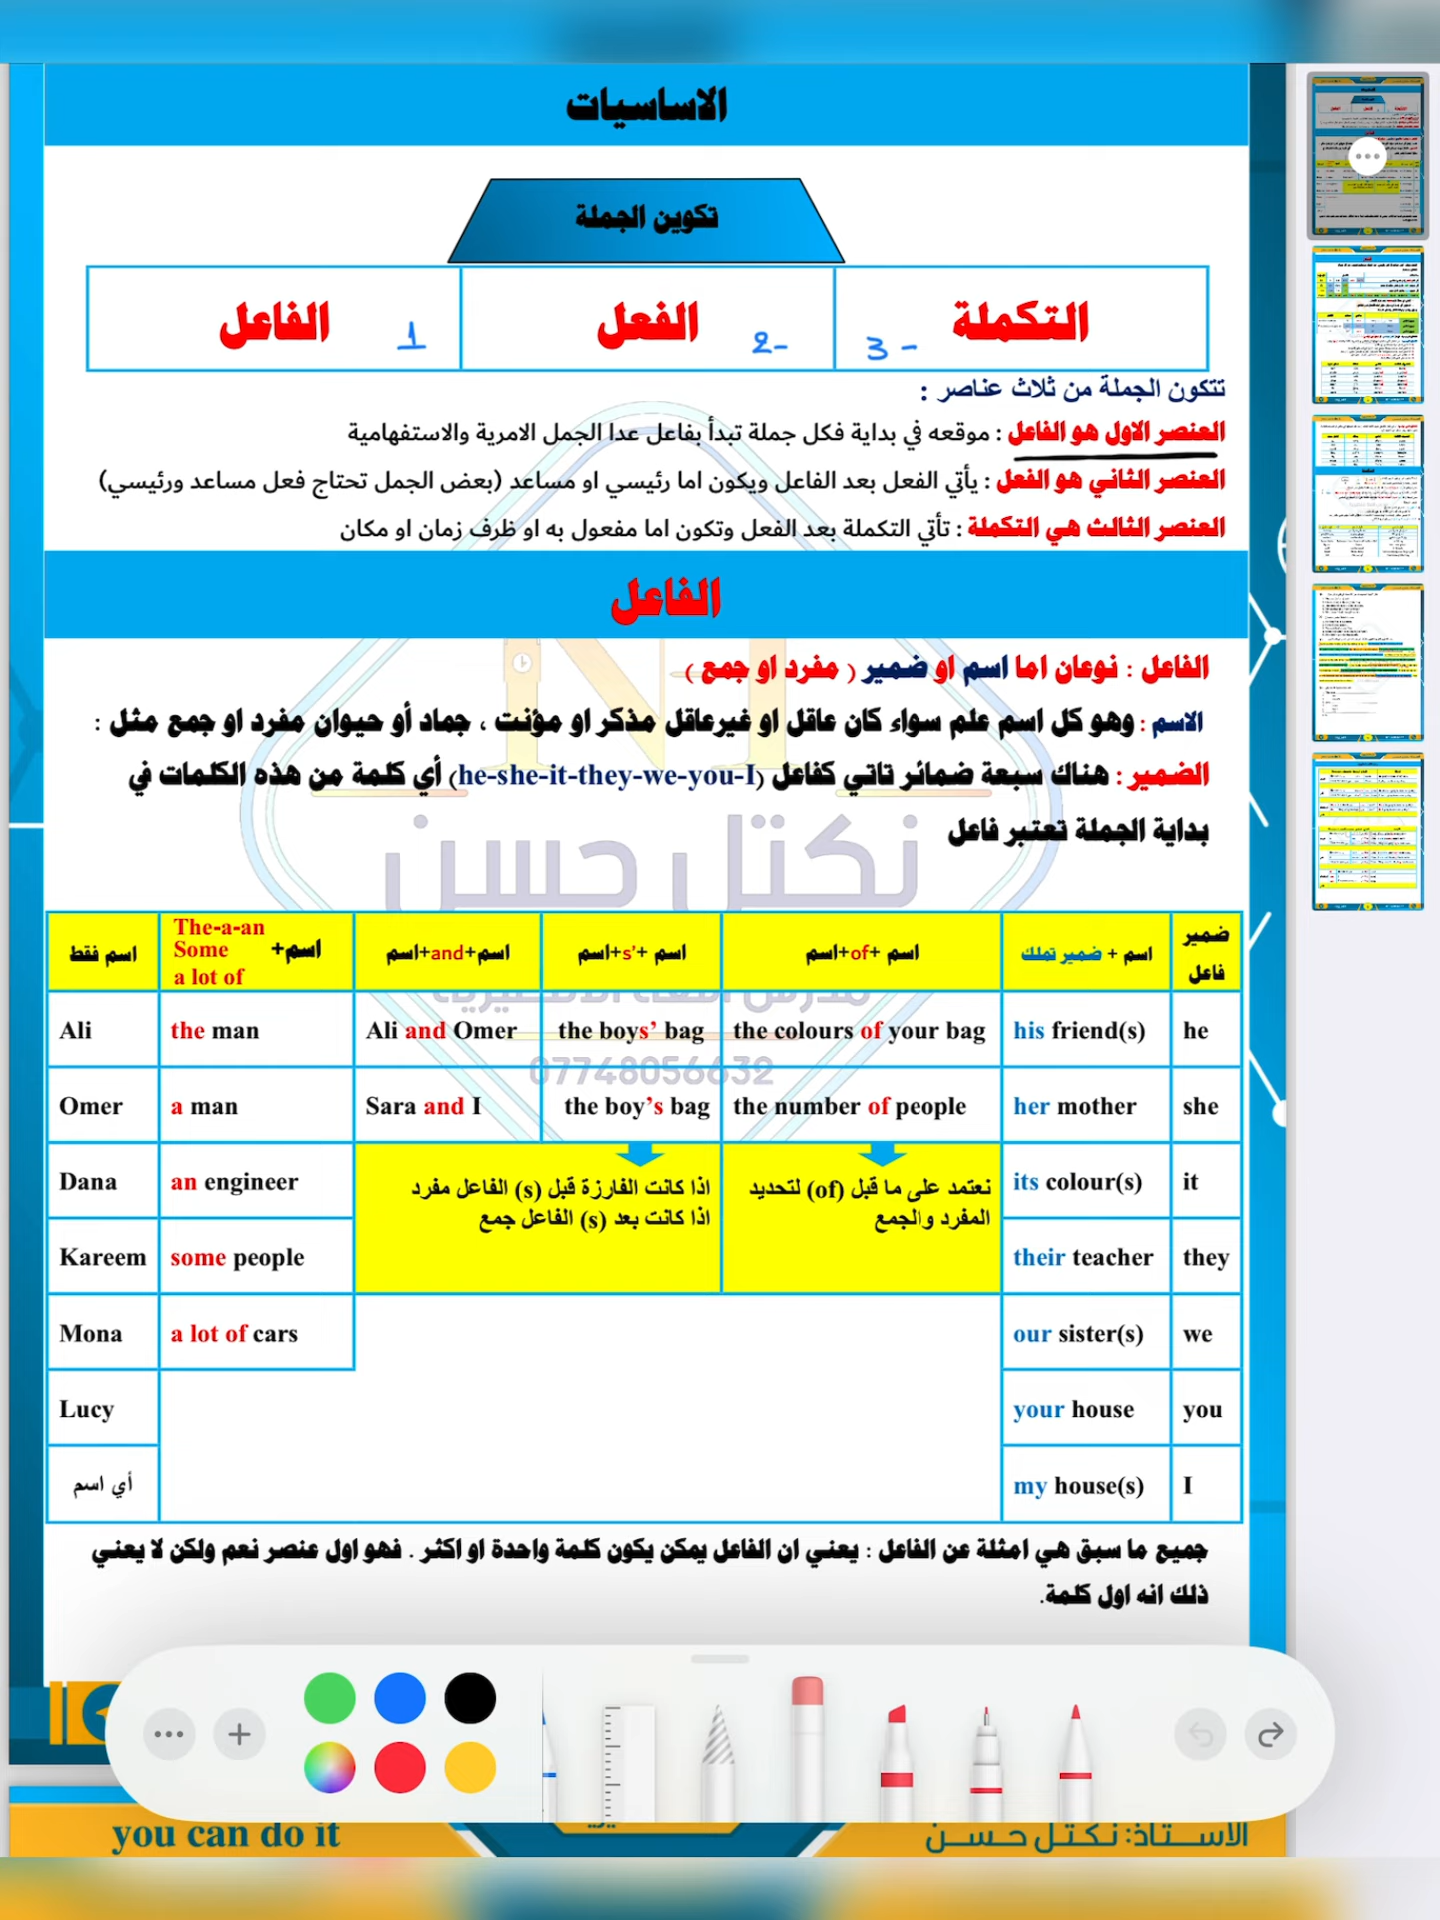 الاساسيات
تكوين الجملة
الفاعل 1
الفعل 2-
التكملة 3 -
تتكون الجملة من ثلاث عناصر :
العنصر الاول هو الفاعل : موقعه في بداية فكل جملة تبدأ بفاعل عدا الجمل الامرية والاستفهامية
العنصر الثاني هو الفعل : يأتي الفعل بعد الفاعل ويكون اما رئيسي او مساعد (بعض الجمل تحتاج فعل مساعد ورئيسي)
العنصر الثالث هي التكملة : تأتي التكملة بعد الفعل وتكون اما مفعول به او ظرف زمان او مكان
الفاعل
الفاعل : نوعان اما اسم او ضمير ( مفرد او جمع )
الاسم : وهو كل اسم علم سواء كان عاقل او غيرعاقل مذكر او مؤنت ، جماد أو حيوان مفرد او جمع مثل :
الضمير : هناك سبعة ضمائر تاتي كفاعل (he-she-it-they-we-you-I) أي كلمة من هذه الكلمات في
بداية الجملة تعتبر فاعل
نكتل حسن
اسم فقط
The-a-an
Some
a lot of
+اسم
اسم+and+اسم
اسم +s'+اسم
اسم +of+اسم
اسم + ضمير تملك
ضمير
فاعل
Ali
the man
Ali and Omer
the boys’ bag
the colours of your bag
his friend(s)
he
07748056632
Omer
a man
Sara and I
the boy’s bag
the number of people
her mother
she
Dana
an engineer
اذا كانت الفارزة قبل (s) الفاعل مفرد
اذا كانت بعد (s) الفاعل جمع
نعتمد على ما قبل (of) لتحديد
المفرد والجمع
its colour(s)
it
Kareem
some people
their teacher
they
Mona
a lot of cars
our sister(s)
we
Lucy
your house
you
أي اسم
my house(s)
I
جميع ما سبق هي امثلة عن الفاعل : يعني ان الفاعل يمكن يكون كلمة واحدة او اكثر . فهو اول عنصر نعم ولكن لا يعني
ذلك انه اول كلمة.
you can do it
الاستاذ: نكتل حسن